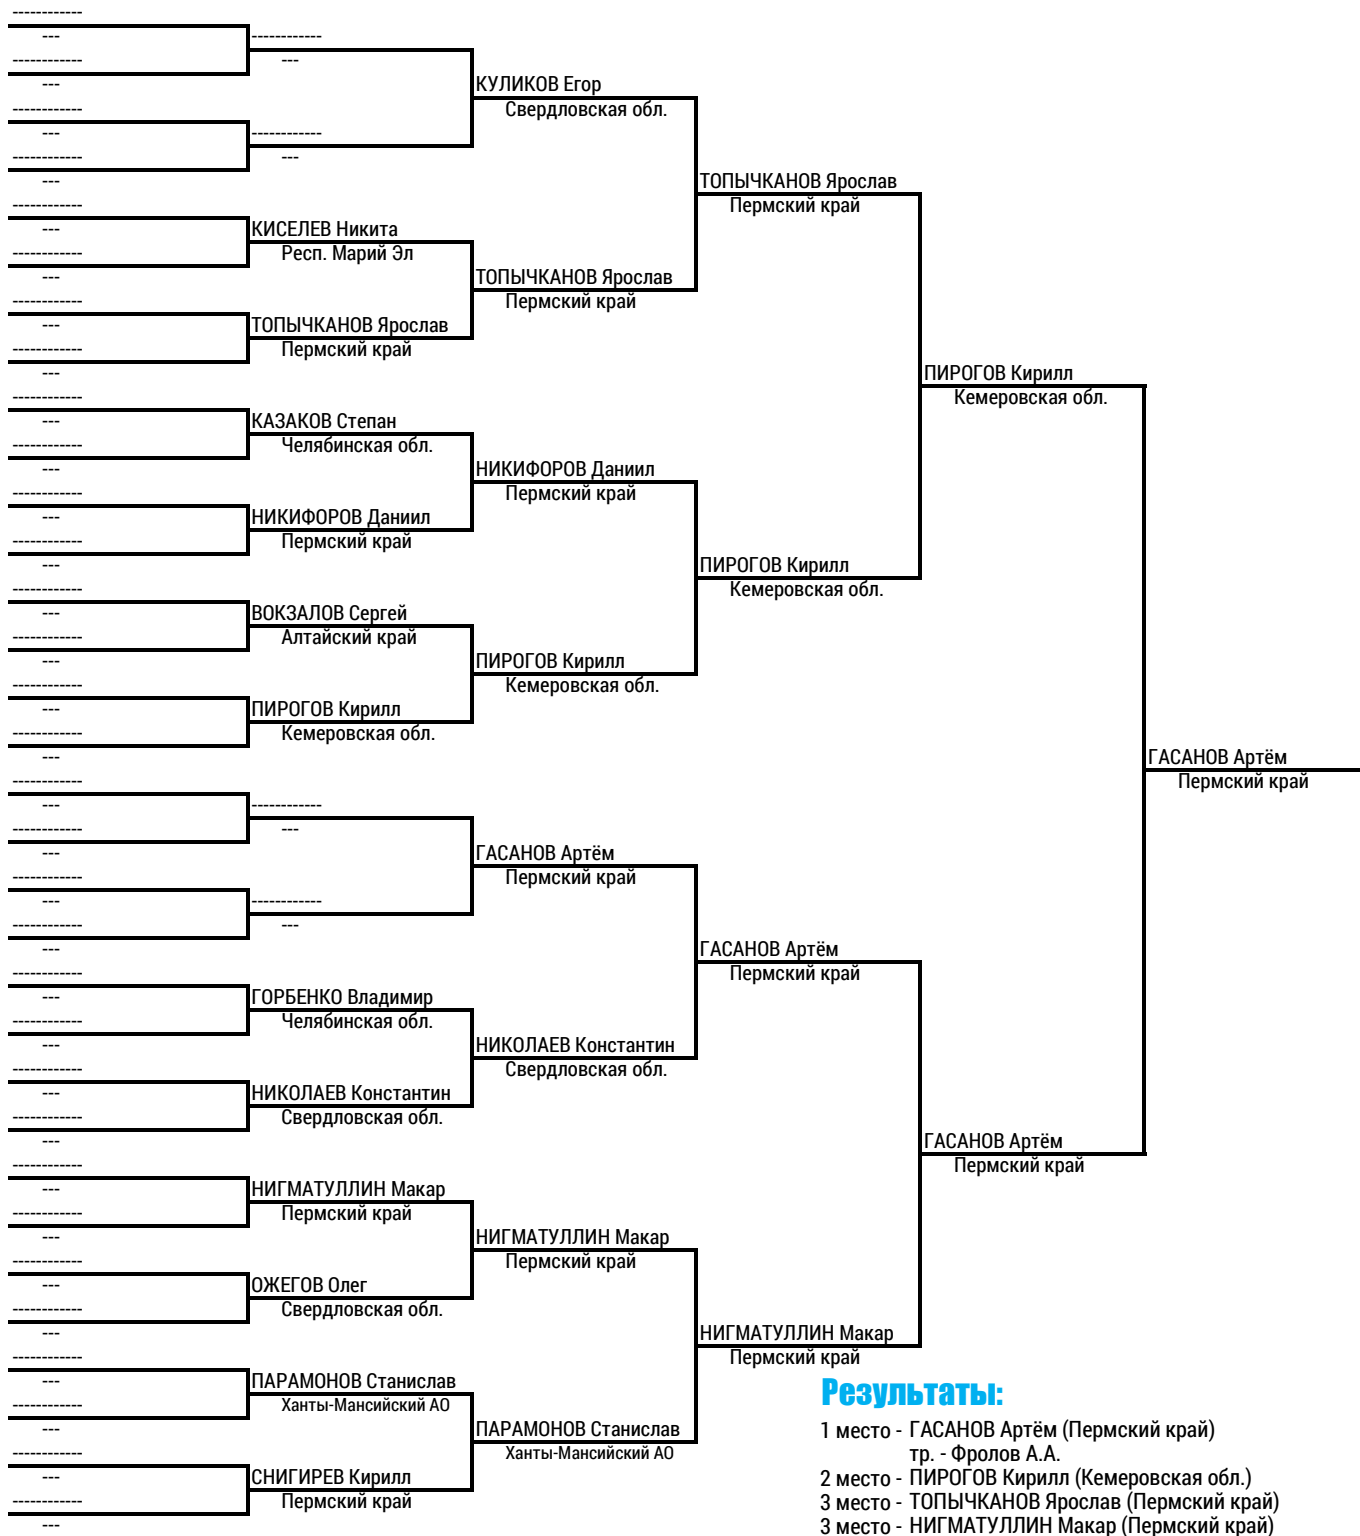 ------------
---
------------
---
------------
---
------------
---
------------
---
------------
---
------------
---
------------
---
------------
---
------------
---
------------
---
------------
---
------------
---
------------
---
------------
---
------------
---
------------
---
------------
---
------------
---
------------
---
------------
---
------------
---
------------
---
------------
---
------------
---
------------
---
------------
---
------------
---
------------
---
------------
---
------------
---
------------
---
------------
---
------------
---
КИСЕЛЕВ Никита
Респ. Марий Эл
ТОПЫЧКАНОВ Ярослав
Пермский край
КАЗАКОВ Степан
Челябинская обл.
НИКИФОРОВ Даниил
Пермский край
ВОКЗАЛОВ Сергей
Алтайский край
ПИРОГОВ Кирилл
Кемеровская обл.
------------
---
------------
---
ГОРБЕНКО Владимир
Челябинская обл.
НИКОЛАЕВ Константин
Свердловская обл.
НИГМАТУЛЛИН Макар
Пермский край
ОЖЕГОВ Олег
Свердловская обл.
ПАРАМОНОВ Станислав
Ханты-Мансийский АО
СНИГИРЕВ Кирилл
Пермский край
КУЛИКОВ Егор
Свердловская обл.
ТОПЫЧКАНОВ Ярослав
Пермский край
НИКИФОРОВ Даниил
Пермский край
ПИРОГОВ Кирилл
Кемеровская обл.
ГАСАНОВ Артём
Пермский край
НИКОЛАЕВ Константин
Свердловская обл.
НИГМАТУЛЛИН Макар
Пермский край
ПАРАМОНОВ Станислав
Ханты-Мансийский АО
ТОПЫЧКАНОВ Ярослав
Пермский край
ПИРОГОВ Кирилл
Кемеровская обл.
ГАСАНОВ Артём
Пермский край
НИГМАТУЛЛИН Макар
Пермский край
ПИРОГОВ Кирилл
Кемеровская обл.
ГАСАНОВ Артём
Пермский край
ГАСАНОВ Артём
Пермский край
Результаты:
1 место - ГАСАНОВ Артём (Пермский край)
тр. - Фролов А.А.
2 место - ПИРОГОВ Кирилл (Кемеровская обл.)
3 место - ТОПЫЧКАНОВ Ярослав (Пермский край)
3 место - НИГМАТУЛЛИН Макар (Пермский край)